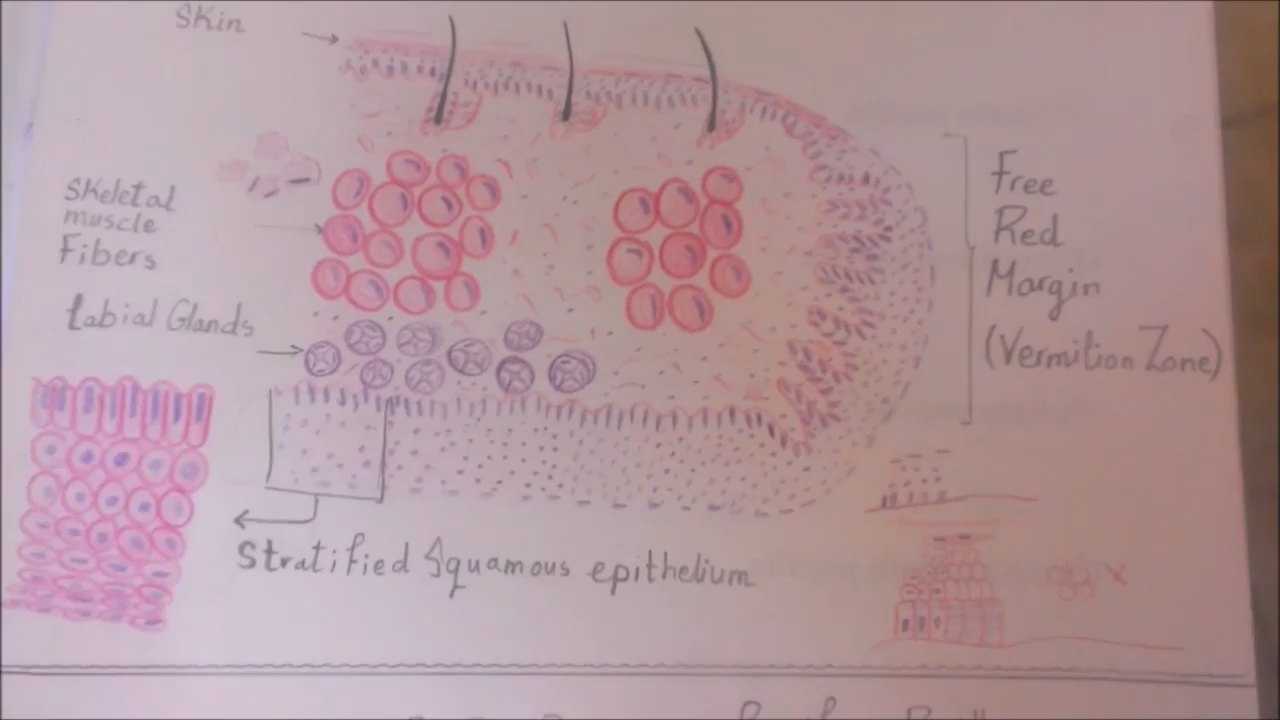 Skin
Skeletal
muscle
Fibers
Labial Glands
Free
Red
Margin
(Vermition Zone)
Stratified Squamous epithelium